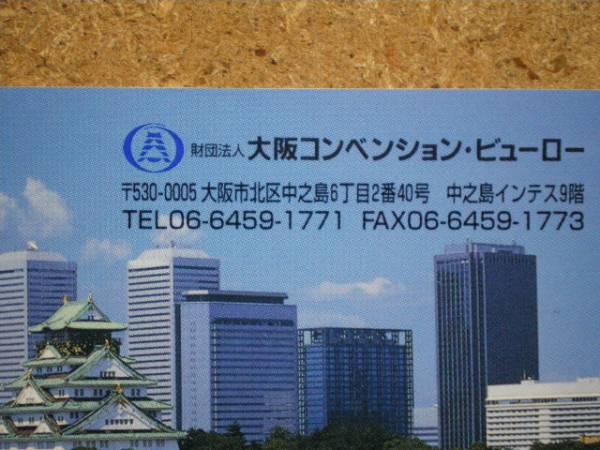 財団法人 大阪コンベンション・ビューロー
〒530-0005 大阪市北区中之島6丁目2番40号 中之島インテス9階
TEL06-6459-1771 FAX06-6459-1773